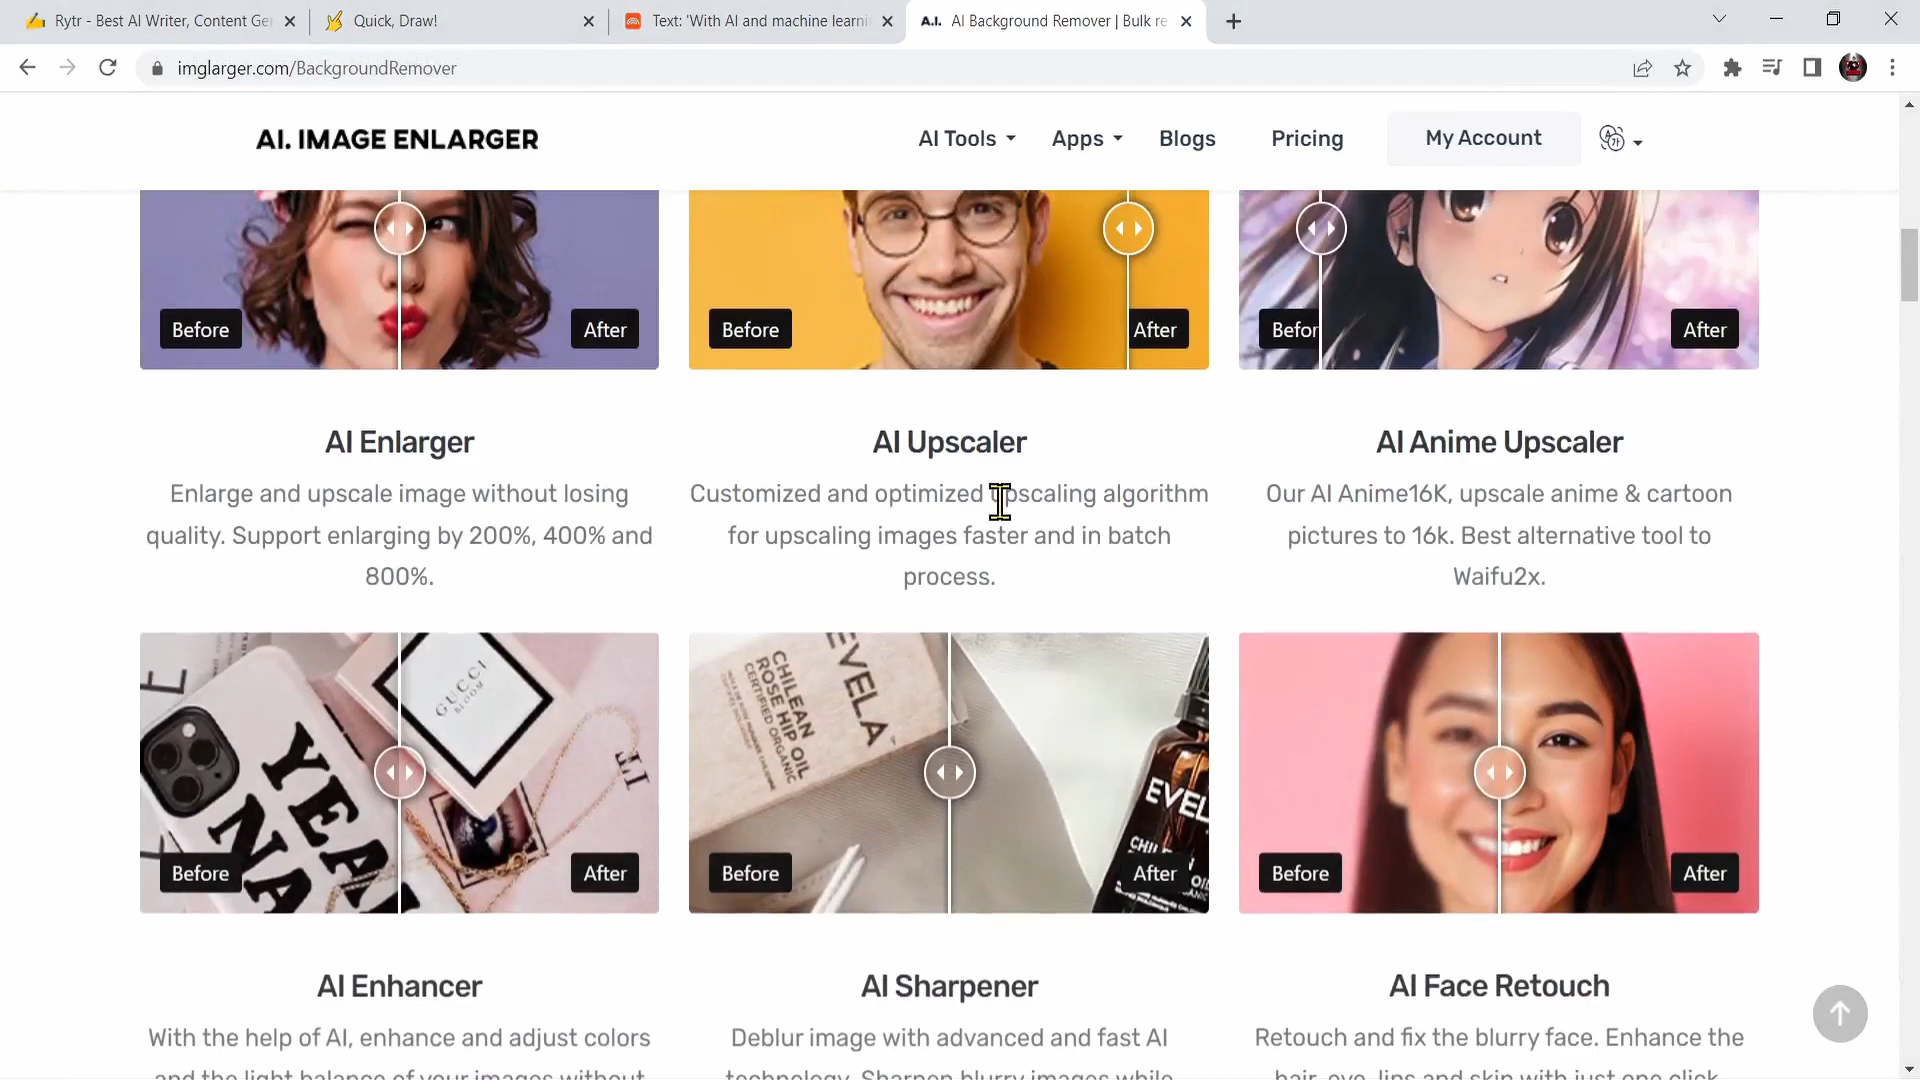 Rytr - Best AI Writer, Content Ge
Quick, Draw!
Text: 'With AI and machine learni
A.I. AI Background Remover | Bulk re
imglarger.com/BackgroundRemover
AI. IMAGE ENLARGER
AI Tools
Apps
Blogs
Pricing
My Account
Before
After
Before
After
Befor
After
AI Enlarger
Enlarge and upscale image without losing
quality. Support enlarging by 200%, 400% and
800%.
AI Upscaler
Customized and optimized upscaling algorithm
for upscaling images faster and in batch
process.
AI Anime Upscaler
Our AI Anime16K, upscale anime & cartoon
pictures to 16k. Best alternative tool to
Waifu2x.
GUCCI
BLOOM
YEAH
NA
IT
Before
After
EVELA
CHILEAN
ROSE HIP OIL
CERTIFIED ORGANIC
EVEL
CHIL
Before
After
Before
After
AI Enhancer
With the help of AI, enhance and adjust colors
and the light balance of your images without
AI Sharpener
Deblur image with advanced and fast AI
technology. Sharpen blurry images while
AI Face Retouch
Retouch and fix the blurry face. Enhance the
hair, eye, lips and skin with just one click